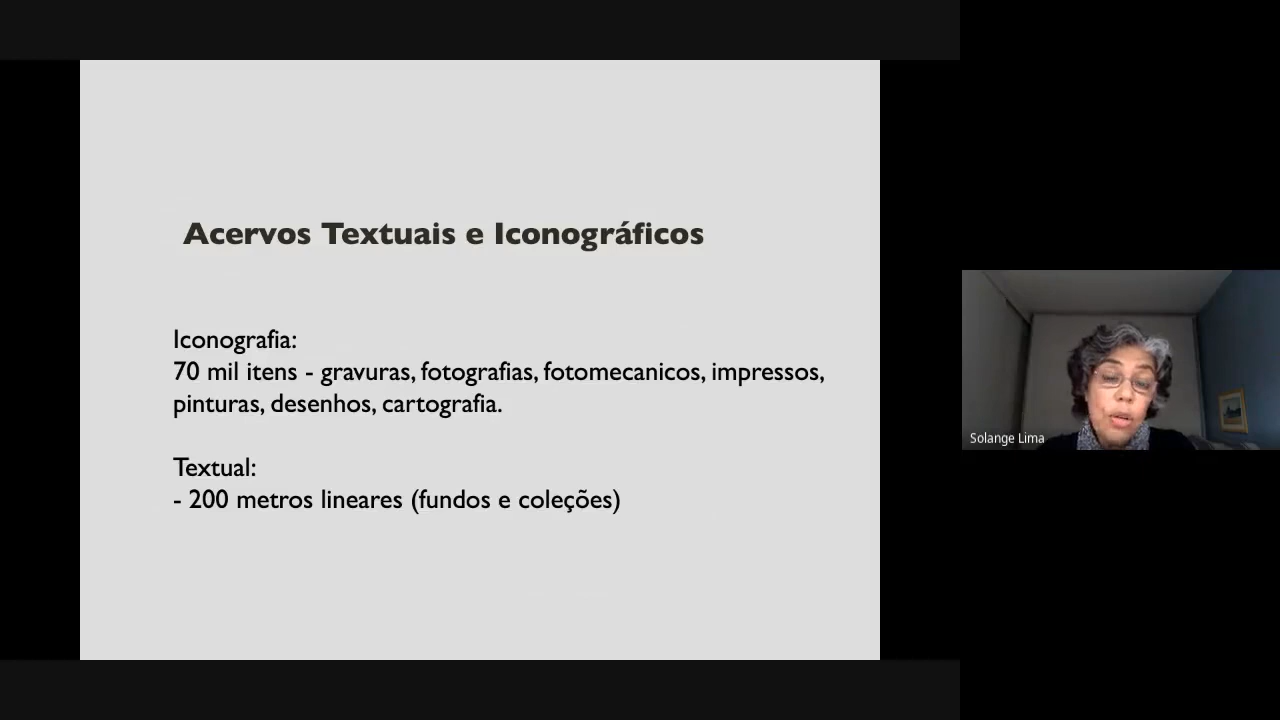 Acervos Textuais e Iconográficos
Iconografia:
70 mil itens - gravuras, fotografias, fotomecanicos, impressos,
pinturas, desenhos, cartografia.
Textual:
- 200 metros lineares (fundos e coleções)
Solange Lima